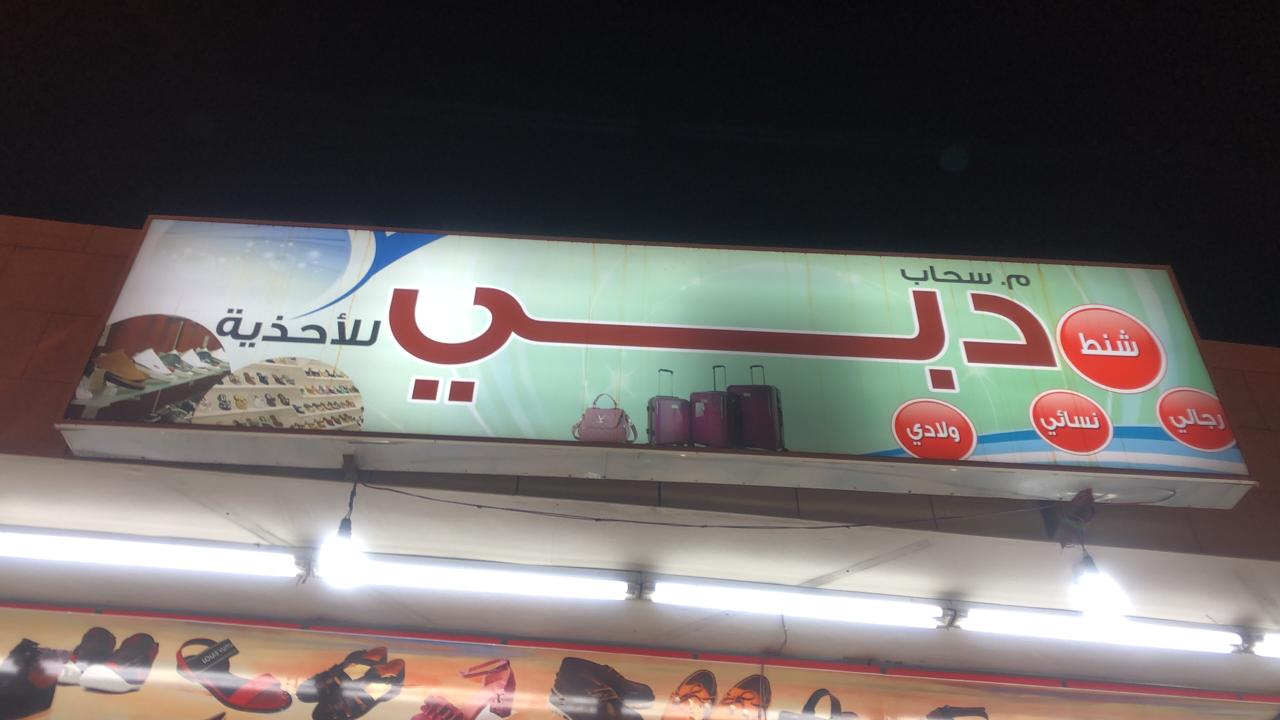 م. سحاب
دبي للأحذية
شنط
رجالي
نسائي
ولادي